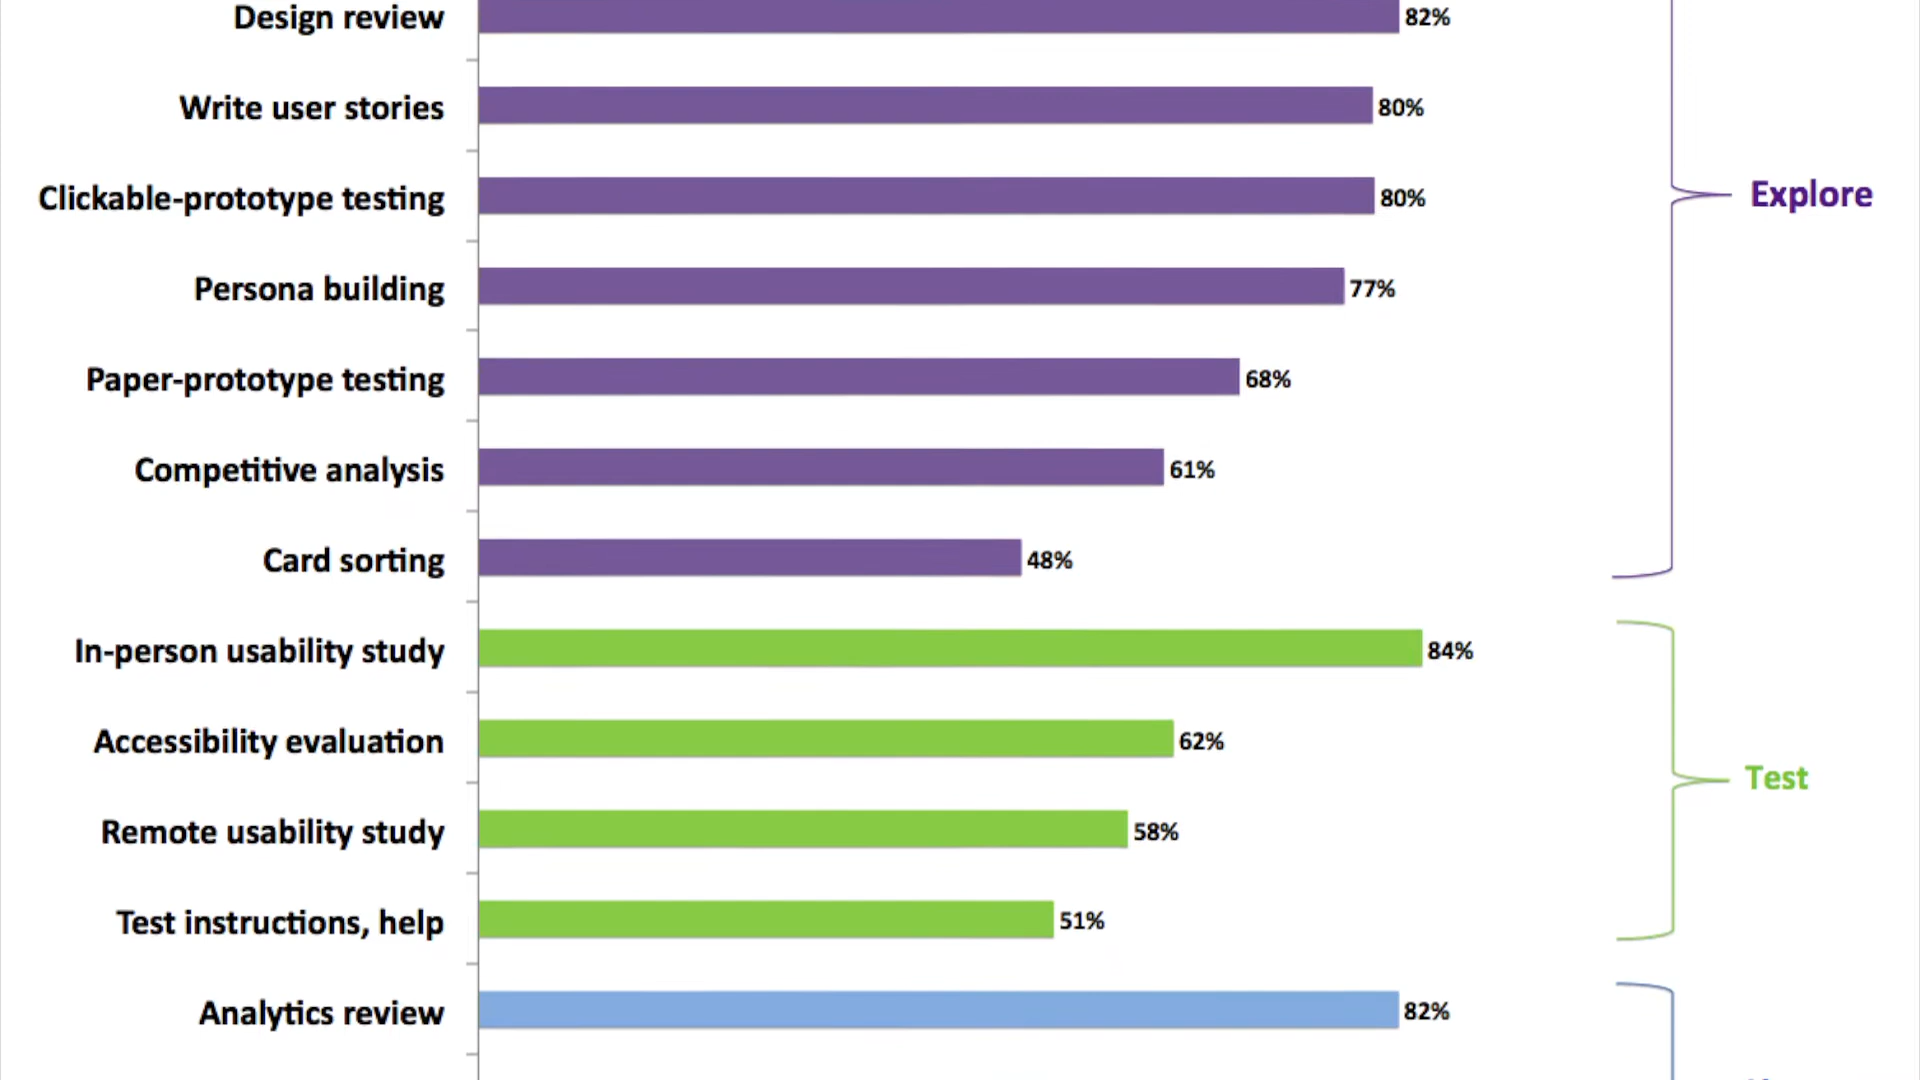 Design review 82%
Write user stories 80%
Clickable-prototype testing 80%
Explore
Persona building 77%
Paper-prototype testing 68%
Competitive analysis 61%
Card sorting 48%
In-person usability study 84%
Accessibility evaluation 62%
Test
Remote usability study 58%
Test instructions, help 51%
Analytics review 82%